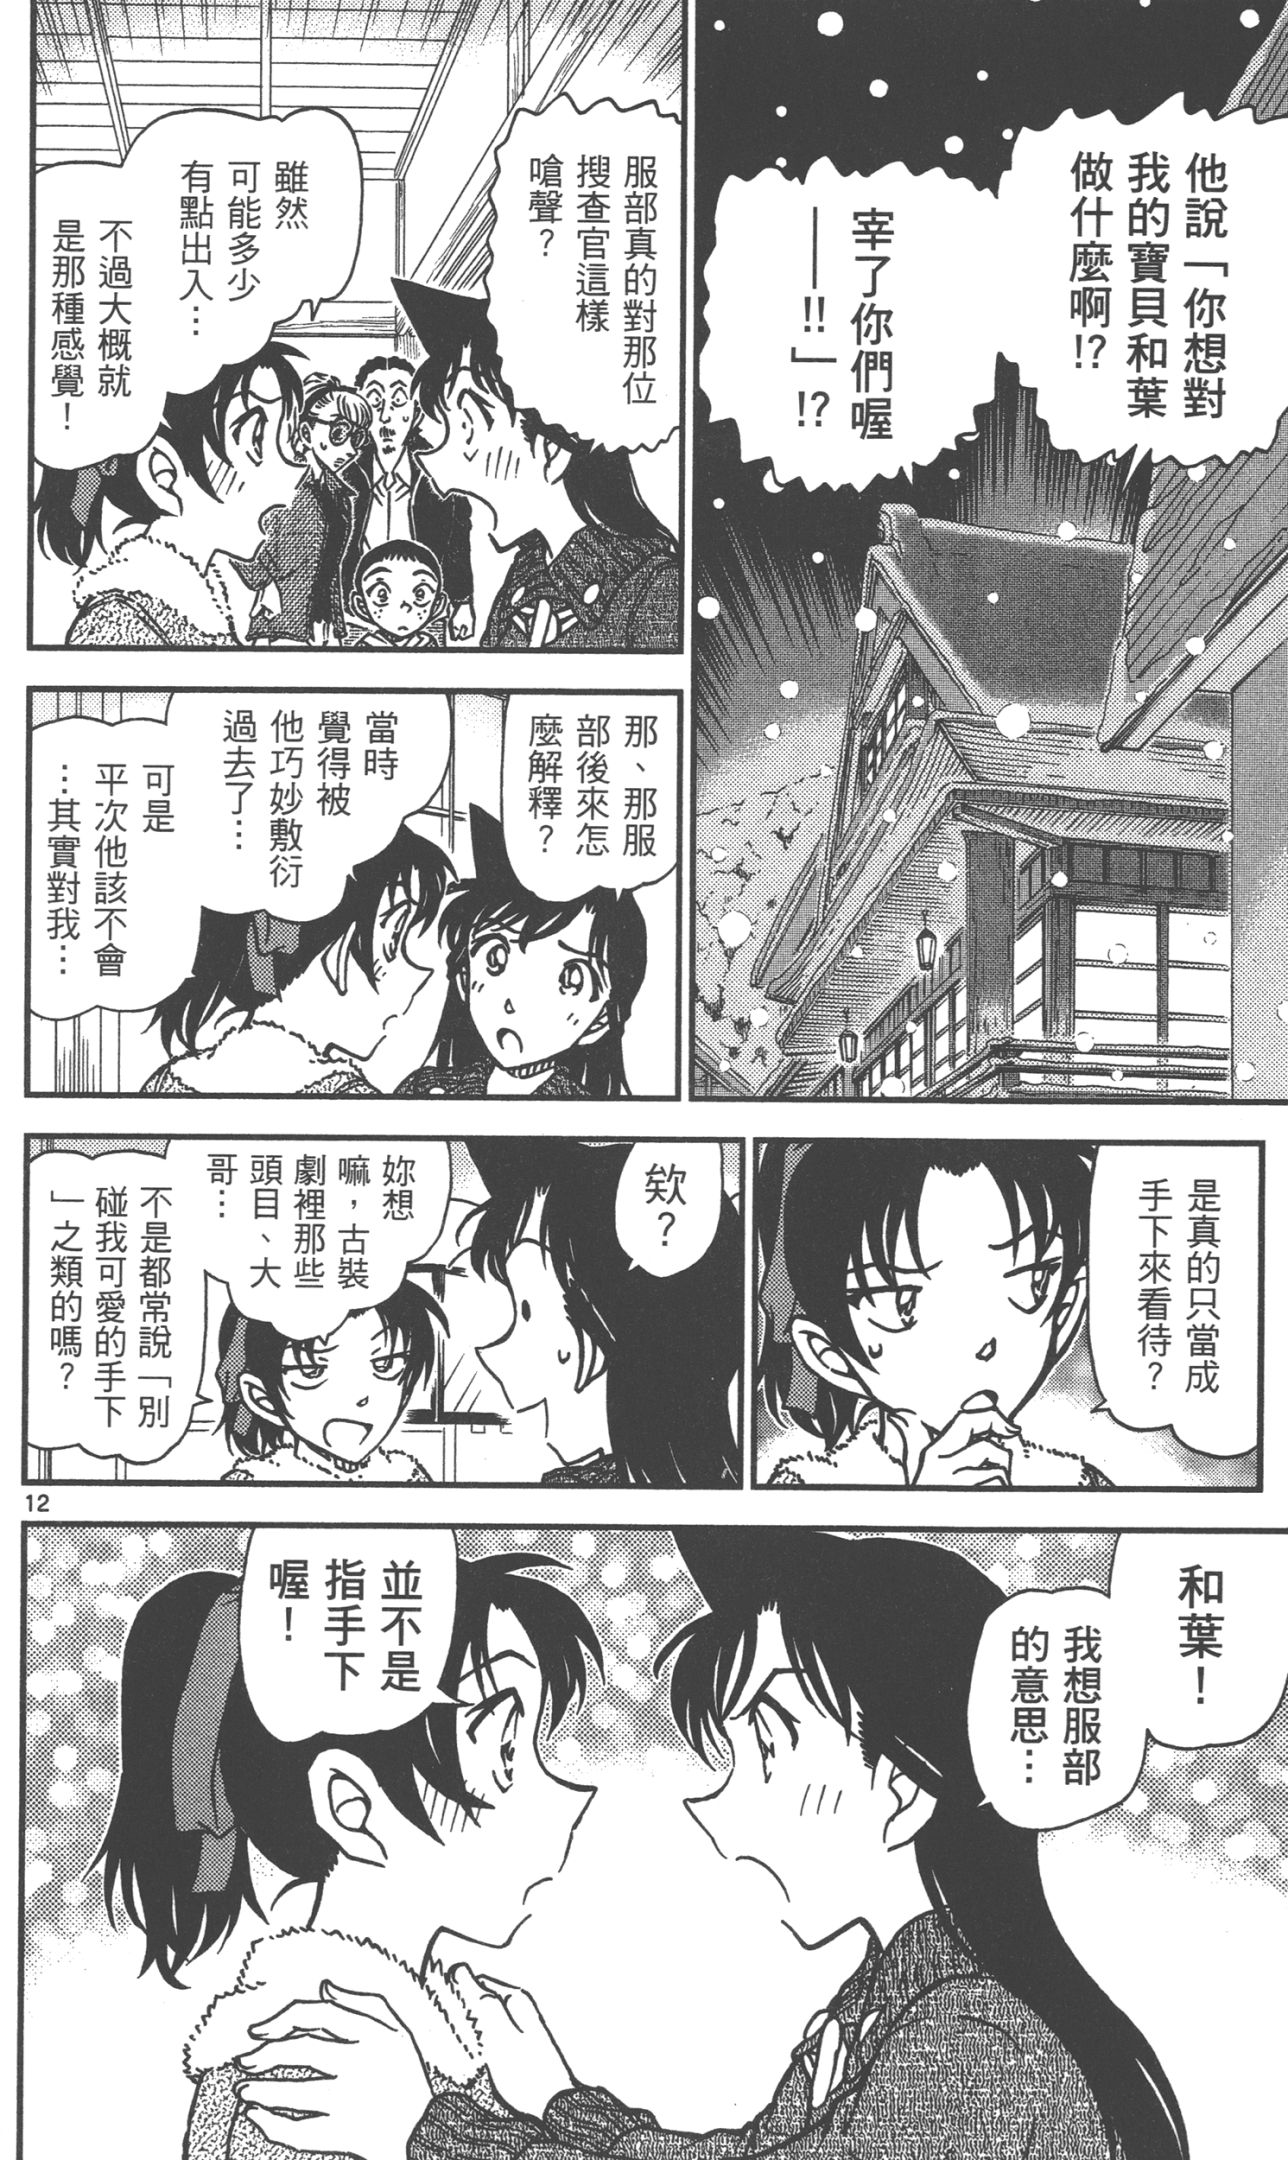 他說「你想對
我的寶貝和葉
做什麼啊!?
宰了你們喔
——!!」!?
服部真的對那位
搜查官這樣
嗆聲？
雖然
可能多少
有點出入…
不過大概就
是那種感覺！
那、那服
部後來怎
麼解釋？
當時
覺得被
他巧妙敷衍
過去了…
可是
平次他該不會
…其實對我…
是真的只當成
手下來看待？
欸？
妳想
嘛，古裝
劇裡那些
頭目、大
哥…
不是都常說「別
碰我可愛的手下
」之類的嗎？
12
和葉！
我想服部
的意思…
並不是
指手下
喔！